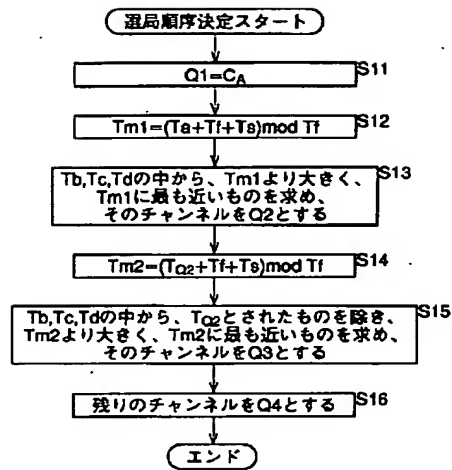 選局順序決定スタート
Q1=CA
S11
Tm1=(Ta+Tf+Ts)mod Tf
S12
Tb,Tc,Tdの中から、Tm1より大きく、
Tm1に最も近いものを求め、
そのチャンネルをQ2とする
S13
Tm2=(TQ2+Tf+Ts)mod Tf
S14
Tb,Tc,Tdの中から、TQ2とされたものを除き、
Tm2より大きく、Tm2に最も近いものを求め、
そのチャンネルをQ3とする
S15
残りのチャンネルをQ4とする
S16
エンド